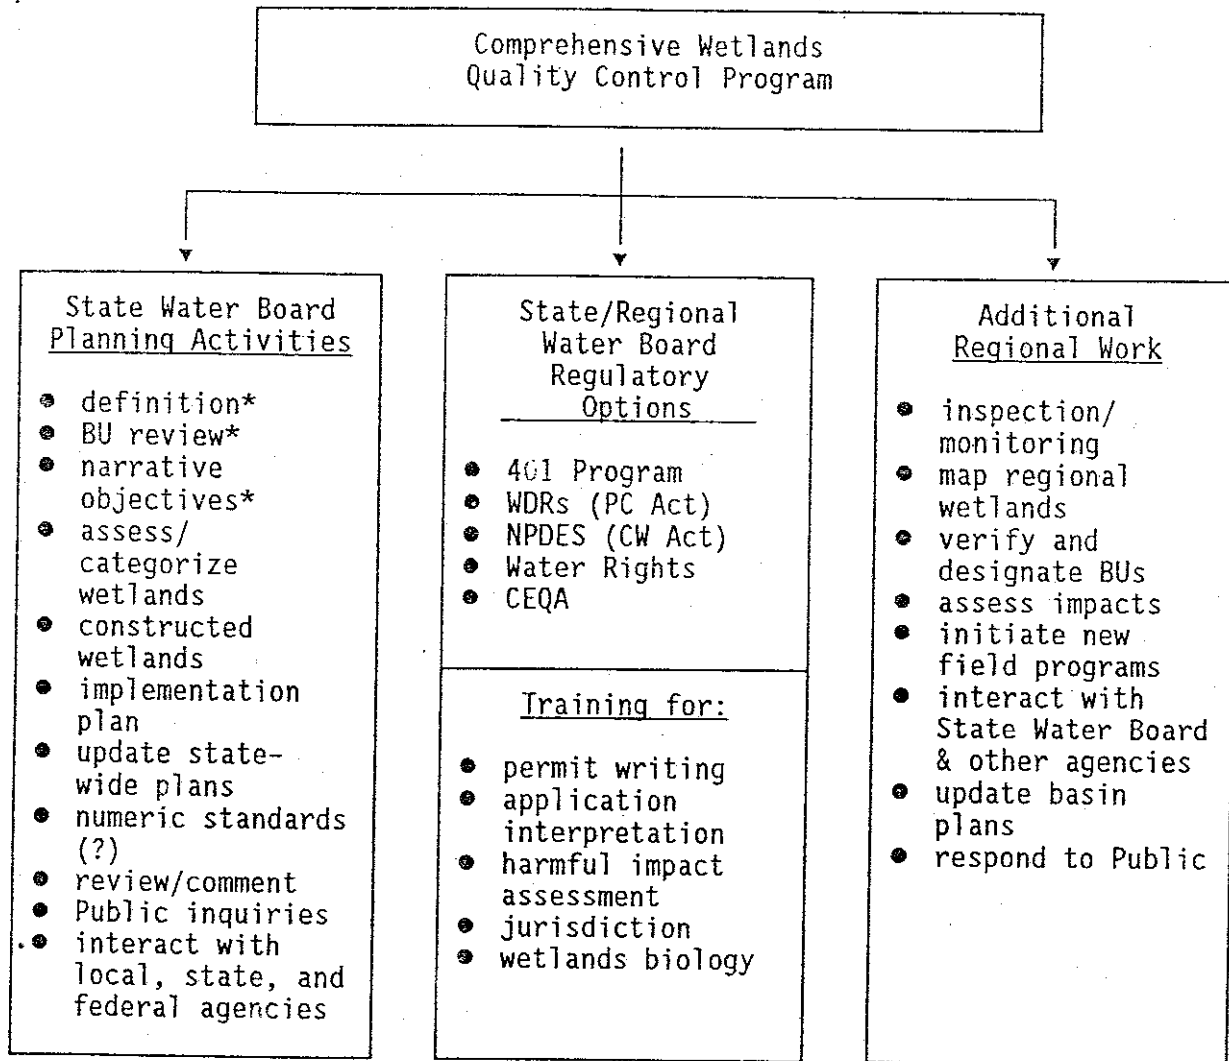 Comprehensive Wetlands
Quality Control Program
State Water Board
Planning Activities
● definition*
● BU review*
● narrative
objectives*
● assess/
categorize
wetlands
● constructed
wetlands
● implementation
plan
● update state-
wide plans
● numeric standards
(?)
● review/comment
● Public inquiries
● interact with
local, state, and
federal agencies
State/Regional
Water Board
Regulatory
Options
● 401 Program
● WDRs (PC Act)
● NPDES (CW Act)
● Water Rights
● CEQA
Training for:
● permit writing
● application
interpretation
● harmful impact
assessment
● jurisdiction
● wetlands biology
Additional
Regional Work
● inspection/
monitoring
● map regional
wetlands
● verify and
designate BUs
● assess impacts
● initiate new
field programs
● interact with
State Water Board
& other agencies
● update basin
plans
● respond to Public